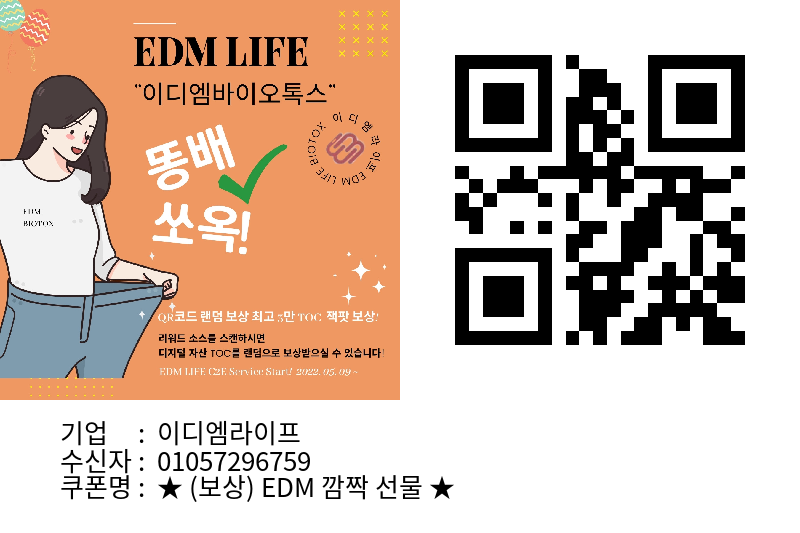 EDM LIFE
"이디엠바이오톡스"
이디엠라이프 EDM LIFE BIOTOX
똥배
쏘옥!
EDM
BIOTOX
QR코드 랜덤 보상 최고 5만 TOC 잭팟 보상!
리워드 소스를 스캔하시면
디지털 자산 TOC를 랜덤으로 보상받으실 수 있습니다!
EDM LIFE C2E Service Start! 2022. 05. 09 ~
기업 : 이디엠라이프
수신자 : 01057296759
쿠폰명 : ★ (보상) EDM 깜짝 선물 ★